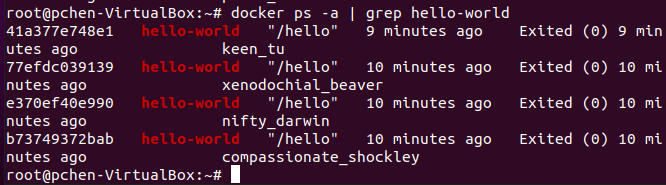 root@pchen-VirtualBox:~# docker ps -a | grep hello-world
41a377e748e1   hello-world   "/hello"   9 minutes ago    Exited (0) 9 min
utes ago              keen_tu
77efdc039139   hello-world   "/hello"   10 minutes ago   Exited (0) 10 mi
nutes ago             xenodochial_beaver
e370ef40e990   hello-world   "/hello"   10 minutes ago   Exited (0) 10 mi
nutes ago             nifty_darwin
b73749372bab   hello-world   "/hello"   10 minutes ago   Exited (0) 10 mi
nutes ago             compassionate_shockley
root@pchen-VirtualBox:~#